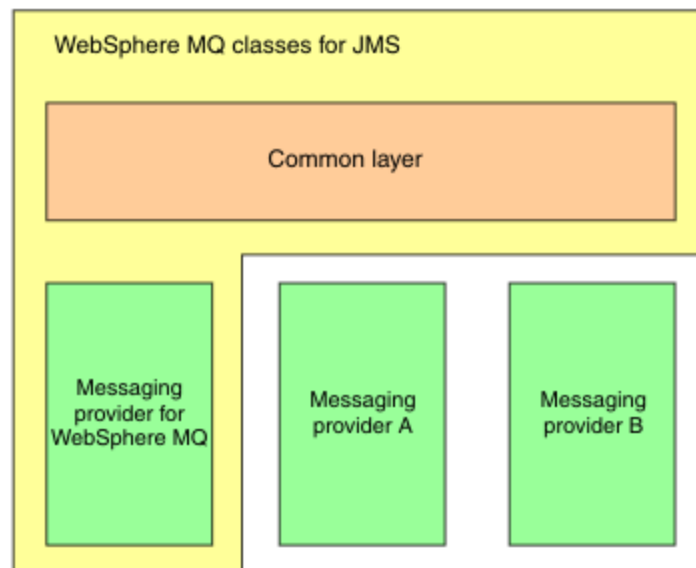 WebSphere MQ classes for JMS
Common layer
Messaging
provider for
WebSphere MQ
Messaging
provider A
Messaging
provider B